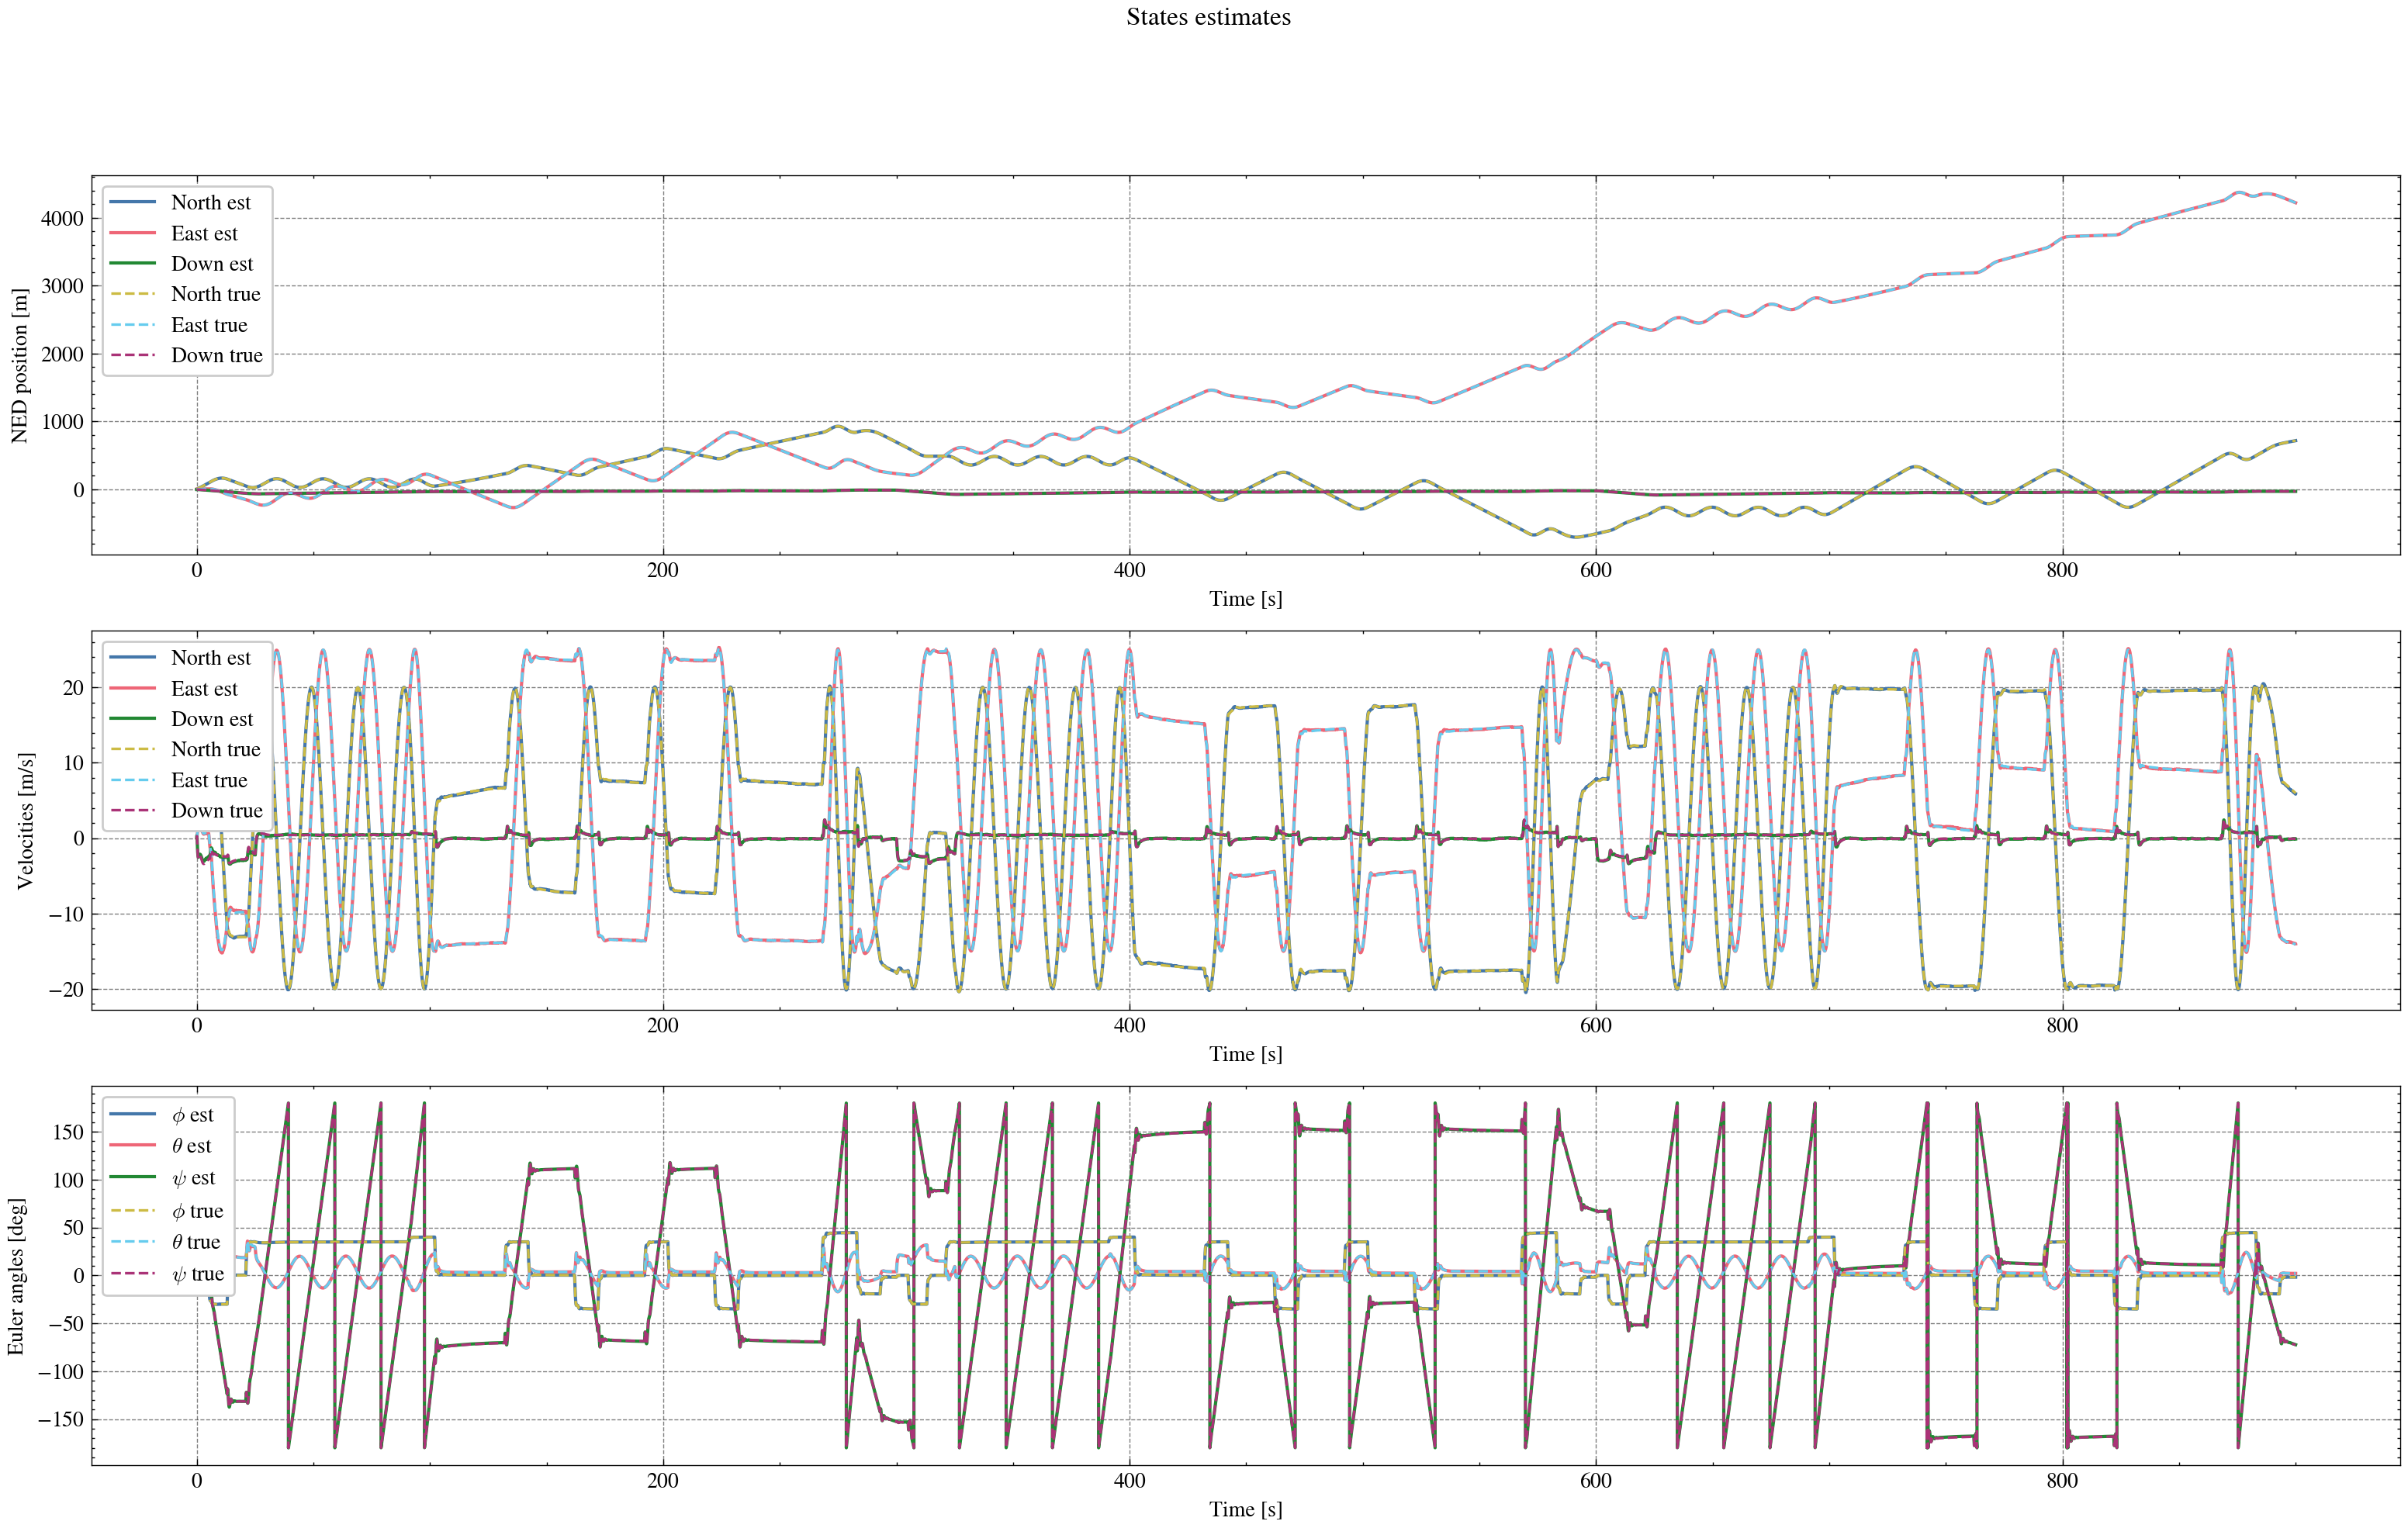 States estimates
NED position [m]
4000
3000
2000
1000
0
North est
East est
Down est
North true
East true
Down true
0 200 400 600 800
Time [s]
Velocities [m/s]
20
10
0
−10
−20
North est
East est
Down est
North true
East true
Down true
0 200 400 600 800
Time [s]
Euler angles [deg]
150
100
50
0
−50
−100
−150
ϕ est
θ est
ψ est
ϕ true
θ true
ψ true
0 200 400 600 800
Time [s]